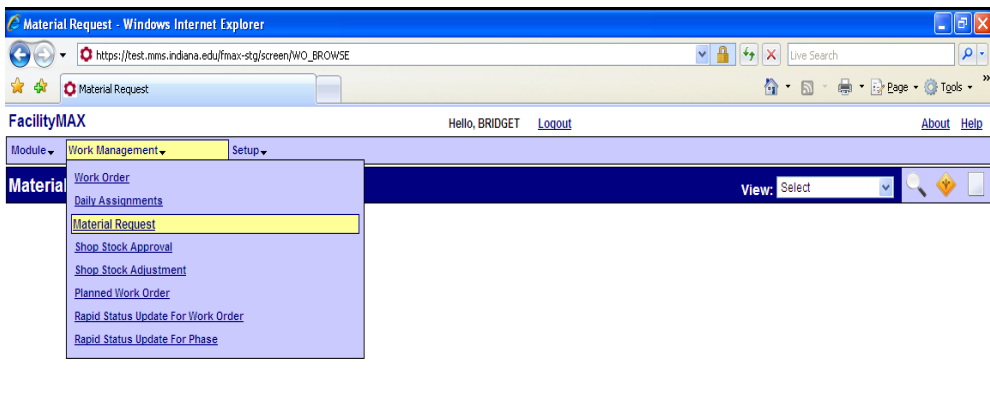 Material Request - Windows Internet Explorer
https://test.mms.indiana.edu/fmax-stg/screen/WO_BROWSE
Live Search
Material Request
Page
Tools
»
FacilityMAX
Hello, BRIDGET
Logout
About
Help
Module
Work Management
Setup
Material
View:
Select
Work Order
Daily Assignments
Material Request
Shop Stock Approval
Shop Stock Adjustment
Planned Work Order
Rapid Status Update For Work Order
Rapid Status Update For Phase